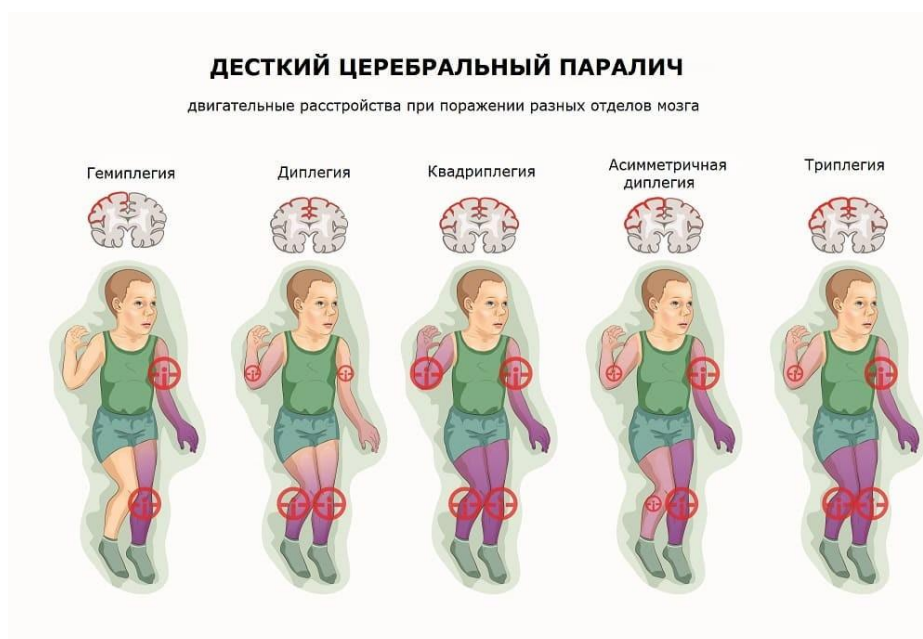 ДЕСТКИЙ ЦЕРЕБРАЛЬНЫЙ ПАРАЛИЧ
двигательные расстройства при поражении разных отделов мозга
Гемиплегия
Диплегия
Квадриплегия
Асимметричная
диплегия
Триплегия